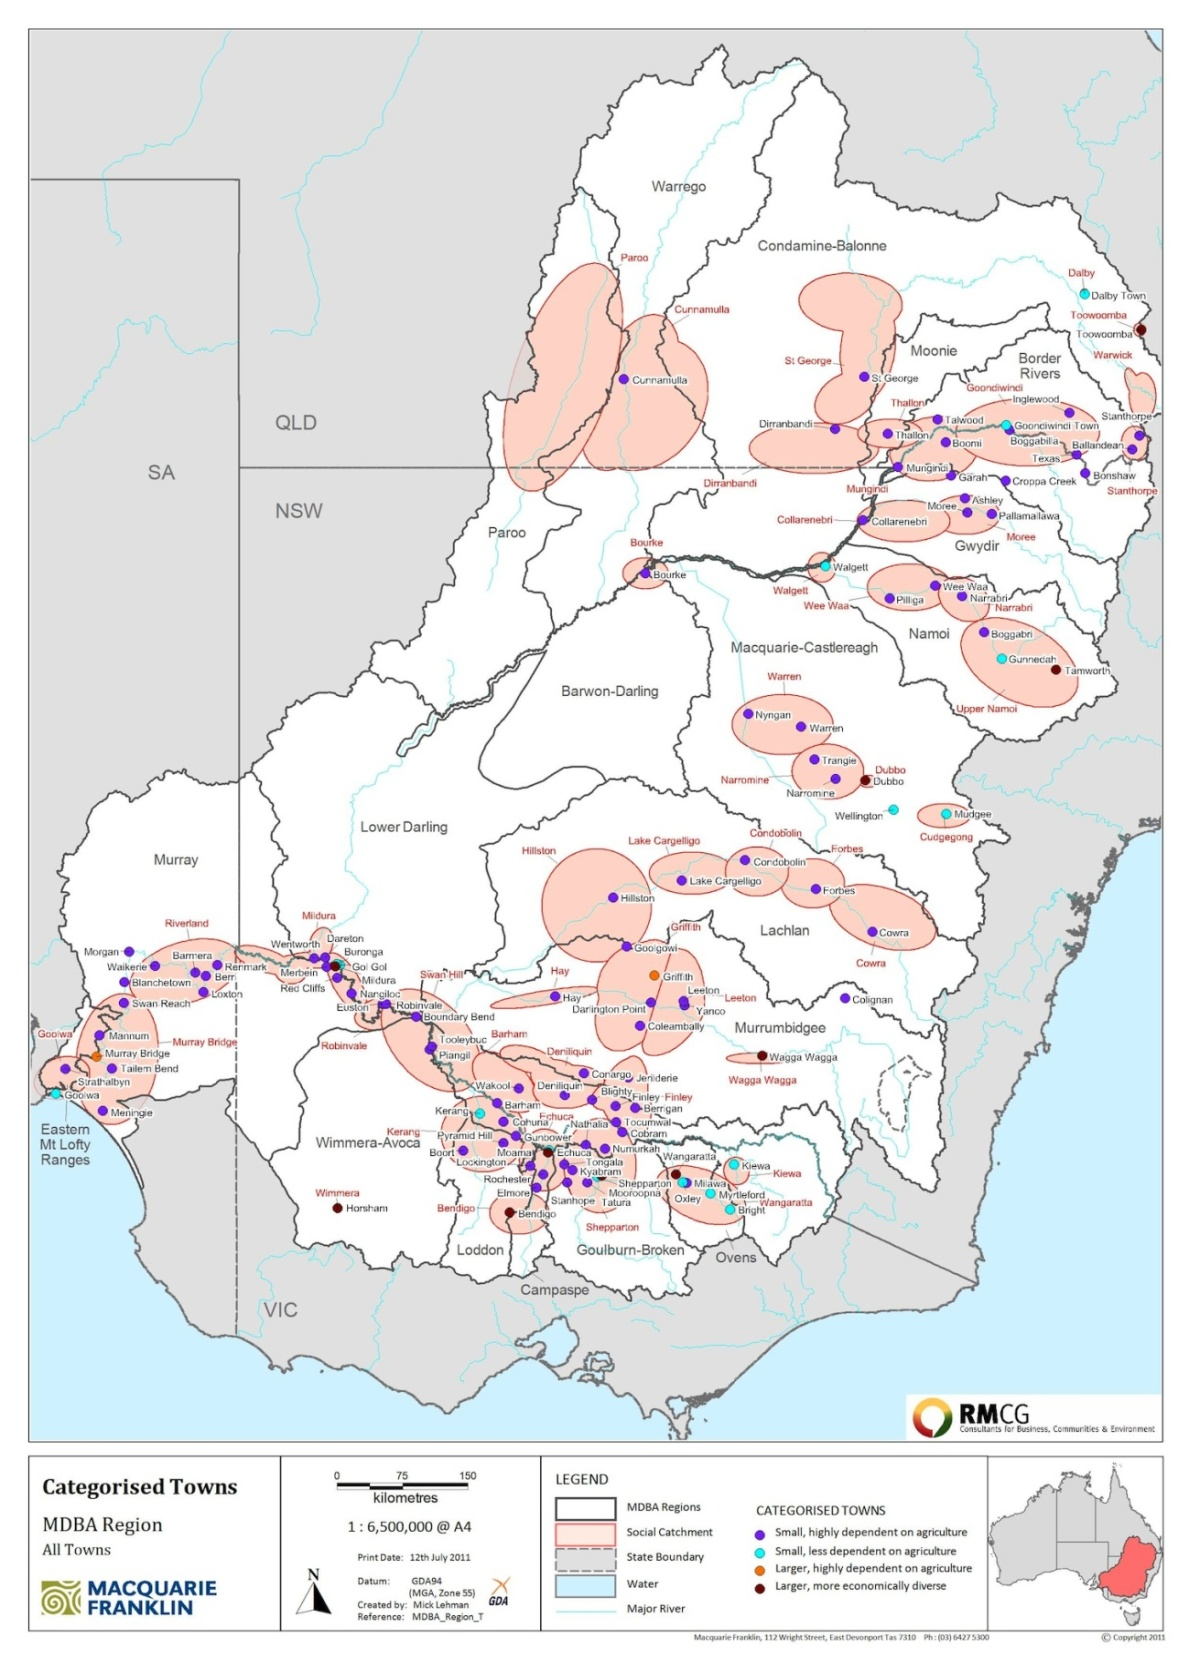 Warrego
Condamine-Balonne
Paroo
Cunnamulla
Cunnamulla
Dalby
Dalby Town
Toowoomba
Toowoomba
Warwick
Moonie
Border
Rivers
St George
St George
Goondiwindi
Inglewood
Thallon
Talwood
Goondiwindi Town
Stanthorpe
QLD
Dirranbandi
Thallon
Boomi
Boggabilla
Ballandean
Texas
SA
Mungindi
Garah
Croppa Creek
Bonshaw
Dirranbandi
Mungindi
Stanthorpe
NSW
Ashley
Moree
Pallamallawa
Collarenebri
Collarenebri
Moree
Paroo
Bourke
Gwydir
Bourke
Walgett
Walgett
Wee Waa
Wee Waa
Pilliga
Narrabri
Narrabri
Namoi
Boggabri
Macquarie-Castlereagh
Gunnedah
Tamworth
Barwon-Darling
Warren
Upper Namoi
Nyngan
Warren
Trangie
Dubbo
Narromine
Dubbo
Narromine
Wellington
Mudgee
Cudgegong
Lower Darling
Murray
Hillston
Lake Cargelligo
Condobolin
Forbes
Condobolin
Lake Cargelligo
Forbes
Hillston
Lachlan
Cowra
Cowra
Riverland
Mildura
Griffith
Morgan
Wentworth
Dareton
Buronga
Goolgowi
Waikerie
Barmera
Renmark
Berri
Merbein
Gol Gol
Mildura
Blanchetown
Loxton
Red Cliffs
Swan Hill
Hay
Griffith
Swan Reach
Nangiloc
Euston
Robinvale
Hay
Leeton
Leeton
Colignan
Boundary Bend
Darlington Point
Yanco
Goolwa
Mannum
Murray Bridge
Robinvale
Tooleybuc
Barham
Coleambally
Murrumbidgee
Murray Bridge
Piangil
Deniliquin
Wagga Wagga
Tailem Bend
Wagga Wagga
Strathalbyn
Conargo
Jerilderie
Goolwa
Wakool
Deniliquin
Blighty
Finley
Finley
Meningie
Kerang
Barham
Berrigan
Eastern
Mt Lofty
Ranges
Cohuna
Echuca
Nathalia
Tocumwal
Kerang
Pyramid Hill
Gunbower
Cobram
Wimmera-Avoca
Boort
Moama
Echuca
Numurkah
Wangaratta
Lockington
Tongala
Kiewa
Kiewa
Rochester
Kyabram
Shepparton
Milawa
Wimmera
Elmore
Mooroopna
Oxley
Myrtleford
Wangaratta
Horsham
Bendigo
Bendigo
Stanhope
Tatura
Bright
Shepparton
Loddon
Goulburn-Broken
Ovens
Campaspe
VIC
RMCG
Consultants for Business, Communities & Environment
Categorised Towns
MDBA Region
All Towns
MACQUARIE
FRANKLIN
0 75 150
kilometres
1 : 6,500,000 @ A4
Print Date: 12th July 2011
N
Datum: GDA94
(MGA, Zone 55)
Created by: Mick Lehman
Reference: MDBA_Region_T
GDA
LEGEND
MDBA Regions
Social Catchment
State Boundary
Water
Major River
CATEGORISED TOWNS
Small, highly dependent on agriculture
Small, less dependent on agriculture
Larger, highly dependent on agriculture
Larger, more economically diverse
Macquarie Franklin, 112 Wright Street, East Devonport Tas 7310 Ph : (03) 6427 5300
© Copyright 2011